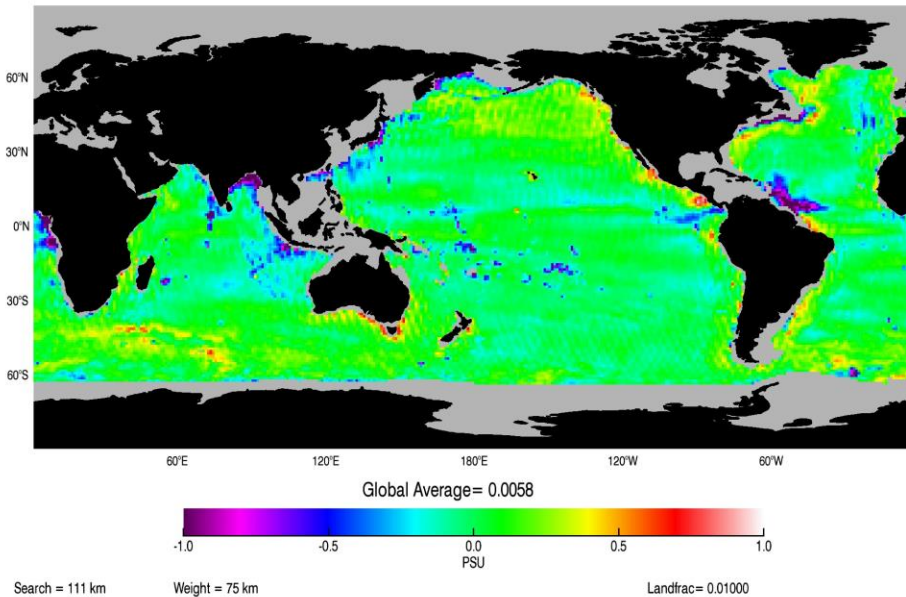 60°N
30°N
0°N
30°S
60°S
60°E 120°E 180°E 120°W 60°W
Global Average= 0.0058
-1.0 -0.5 0.0 0.5 1.0
PSU
Search = 111 km Weight = 75 km Landfrac= 0.01000